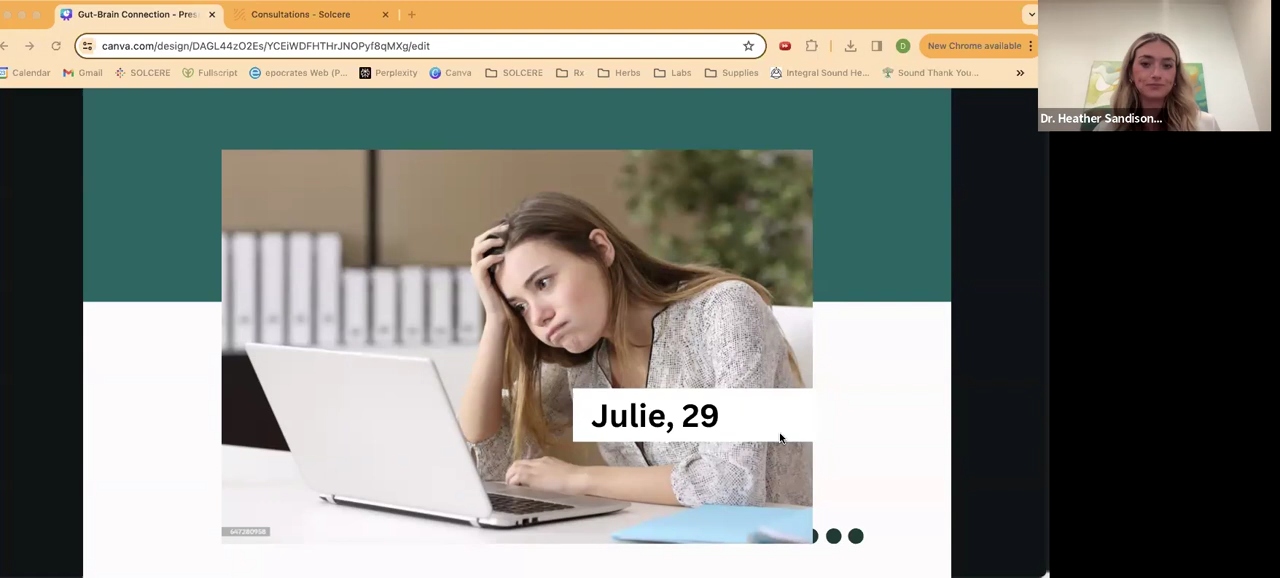 Gut-Brain Connection - Pres
Consultations - Solcere
canva.com/design/DAGL44zO2Es/YCEiWDFHTHrJNOPyf8qMXg/edit
D
New Chrome available
Calendar
Gmail
SOLCERE
Fullscript
epocrates Web (P...
Perplexity
Canva
SOLCERE
Rx
Herbs
Labs
Supplies
Integral Sound He...
Sound Thank You...
Dr. Heather Sandison...
Julie, 29
647280958